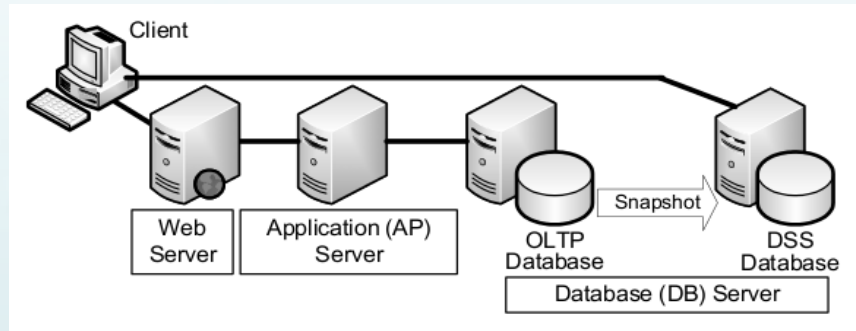 Client
Web
Server
Application (AP)
Server
OLTP
Database
Snapshot
DSS
Database
Database (DB) Server